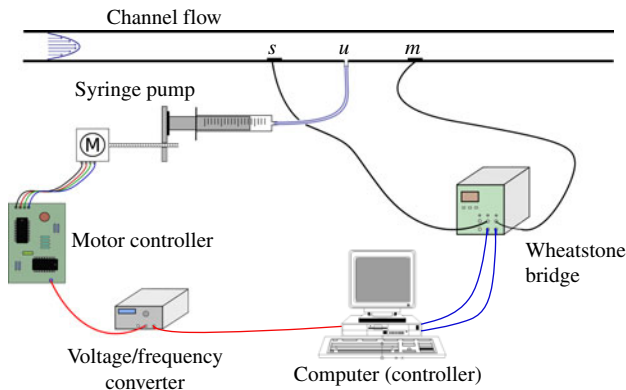 Channel flow
s u m
Syringe pump
M
Motor controller
Wheatstone
bridge
Voltage/frequency
converter
Computer (controller)